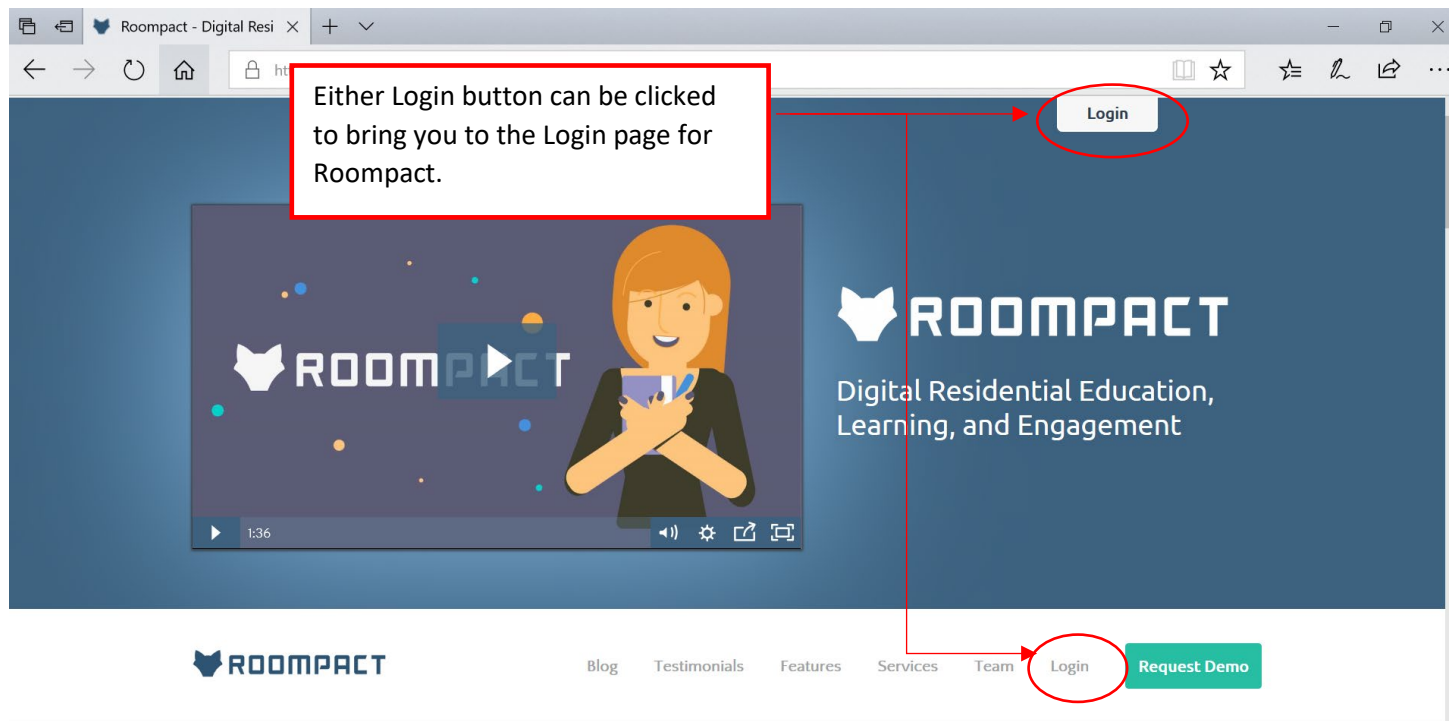 Roompact - Digital Resi
Either Login button can be clicked
to bring you to the Login page for
Roompact.
Login
ROOMPACT
1:36
ROOMPACT
Digital Residential Education,
Learning, and Engagement
ROOMPACT
Blog Testimonials Features Services Team Login Request Demo